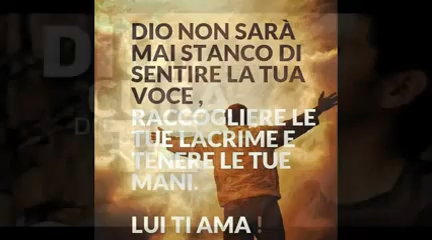 DIO NON SARÀ
MAI STANCO DI
SENTIRE LA TUA
VOCE ,
RACCOGLIERE LE
TUE LACRIME E
TENERE LE TUE
MANI.
LUI TI AMA !